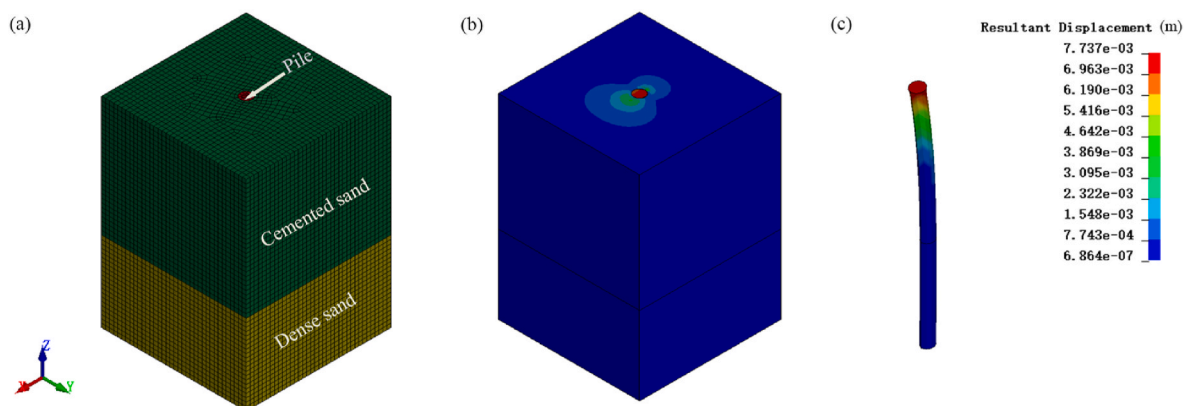 (a)
Pile
Cemented sand
Dense sand
Z
X
Y
(b)
(c)
Resultant Displacement (m)
7.737e-03
6.963e-03
6.190e-03
5.416e-03
4.642e-03
3.869e-03
3.095e-03
2.322e-03
1.548e-03
7.743e-04
6.864e-07